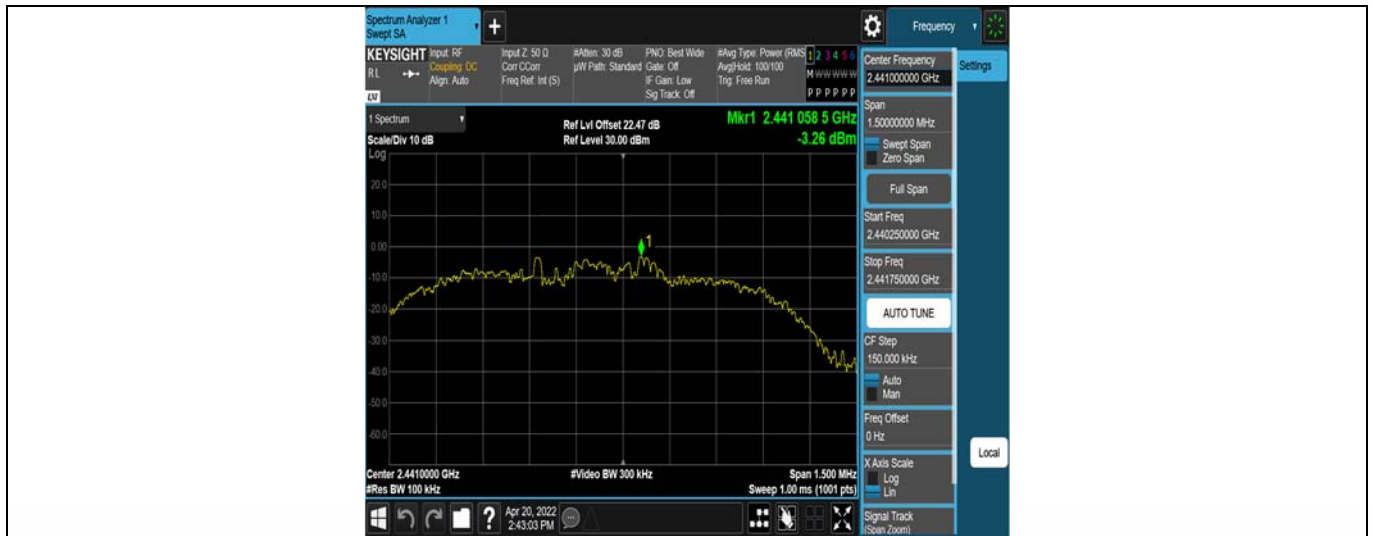 Spectrum Analyzer 1
Swept SA
+
Frequency
KEYSIGHT
RL
LXI
Input: RF
Coupling: DC
Align: Auto
Input Z: 50 Ω
Corr CCorr
Freq Ref: Int (S)
#Atten: 30 dB
µW Path: Standard
PNO: Best Wide
Gate: Off
IF Gain: Low
Sig Track: Off
#Avg Type: Power (RMS
Avg|Hold: 100/100
Trig: Free Run
1 2 3 4 5 6
M W W W W W
P P P P P P
1 Spectrum
Scale/Div 10 dB
Log
Ref Lvl Offset 22.47 dB
Ref Level 30.00 dBm
Mkr1 2.441 058 5 GHz
-3.26 dBm
20.0
10.0
0.00
-10.0
-20.0
-30.0
-40.0
-50.0
-60.0
1
Center 2.4410000 GHz
#Res BW 100 kHz
#Video BW 300 kHz
Span 1.500 MHz
Sweep 1.00 ms (1001 pts)
?
Apr 20, 2022
2:43:03 PM
Center Frequency
2.441000000 GHz
Settings
Span
1.50000000 MHz
Swept Span
Zero Span
Full Span
Start Freq
2.440250000 GHz
Stop Freq
2.441750000 GHz
AUTO TUNE
CF Step
150.000 kHz
Auto
Man
Freq Offset
0 Hz
X Axis Scale
Log
Lin
Local
Signal Track
(Span Zoom)